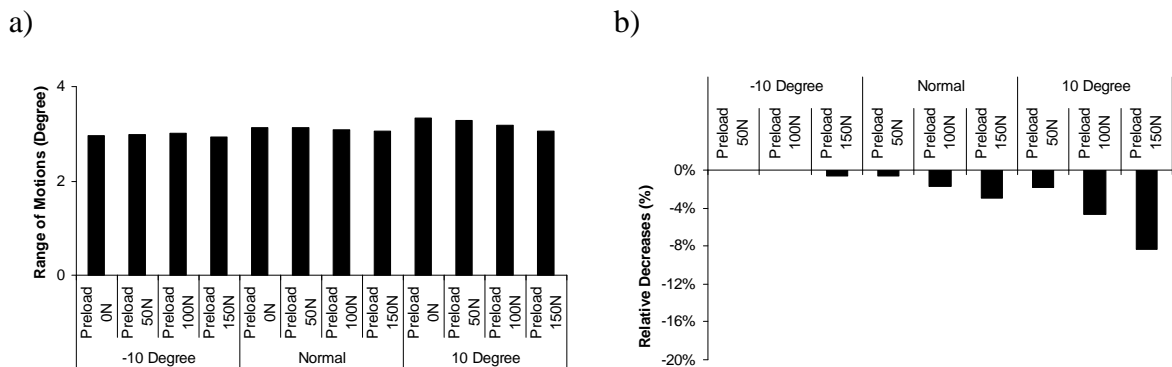 a)
Range of Motions (Degree)
4
2
0
Preload 0N
Preload 50N
Preload 100N
Preload 150N
Preload 0N
Preload 50N
Preload 100N
Preload 150N
Preload 0N
Preload 50N
Preload 100N
Preload 150N
-10 Degree
Normal
10 Degree
b)
-10 Degree
Normal
10 Degree
Preload 50N
Preload 100N
Preload 150N
Preload 50N
Preload 100N
Preload 150N
Preload 50N
Preload 100N
Preload 150N
Relative Decreases (%)
0%
-4%
-8%
-12%
-16%
-20%